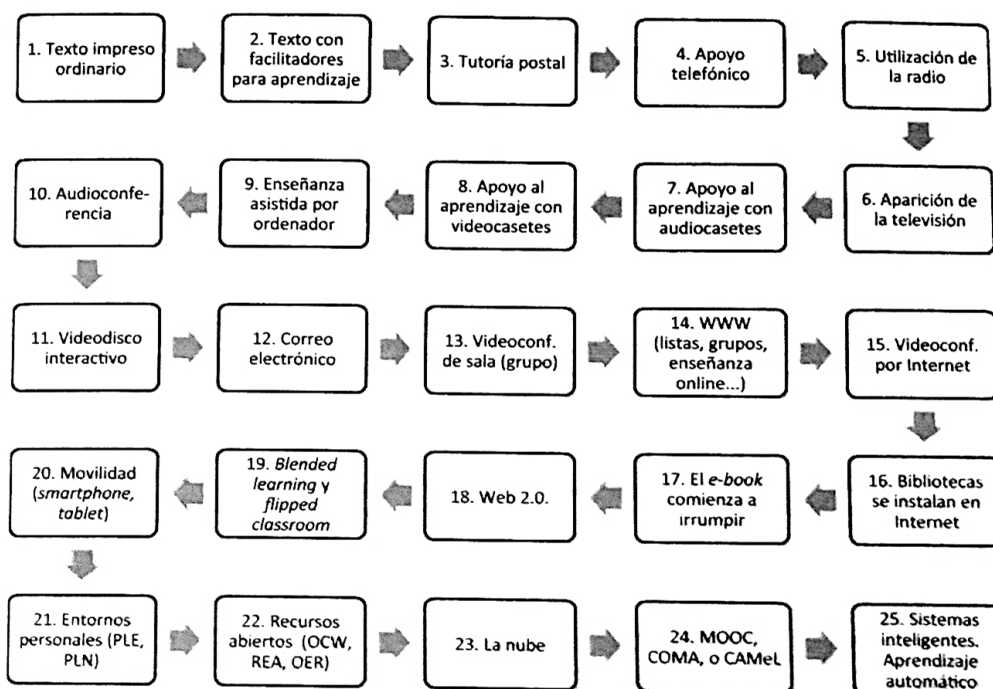 1. Texto impreso
ordinario
2. Texto con
facilitadores
para aprendizaje
3. Tutoría postal
4. Apoyo
telefónico
5. Utilización de
la radio
6. Aparición de
la televisión
7. Apoyo al
aprendizaje con
audiocasetes
8. Apoyo al
aprendizaje con
videocasetes
9. Enseñanza
asistida por
ordenador
10. Audioconfe-
rencia
11. Videodisco
interactivo
12. Correo
electrónico
13. Videoconf.
de sala (grupo)
14. WWW
(listas, grupos,
enseñanza
online...)
15. Videoconf.
por Internet
16. Bibliotecas
se instalan en
Internet
17. El e-book
comienza a
irrumpir
18. Web 2.0.
19. Blended
learning y
flipped
classroom
20. Movilidad
(smartphone,
tablet)
21. Entornos
personales (PLE,
PLN)
22. Recursos
abiertos (OCW,
REA, OER)
23. La nube
24. MOOC,
COMA, o CAMeL
25. Sistemas
inteligentes.
Aprendizaje
automático